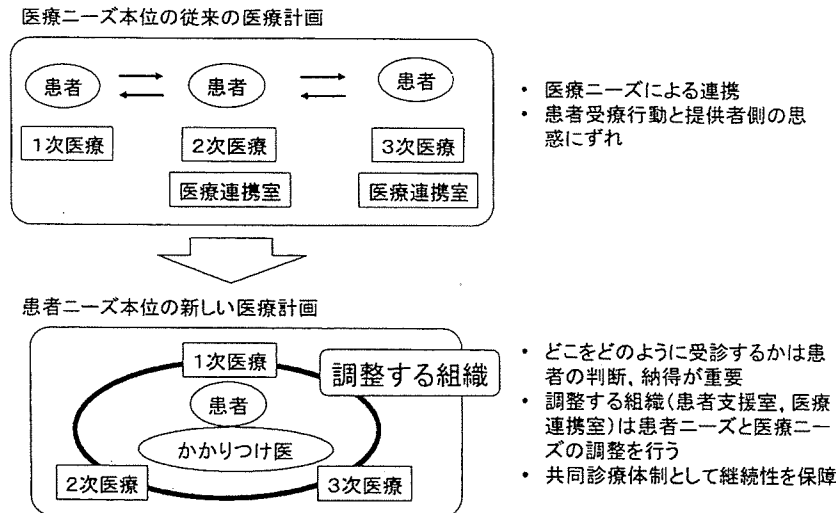 医療ニーズ本位の従来の医療計画
患者
患者
患者
1次医療
2次医療
3次医療
医療連携室
医療連携室
・ 医療ニーズによる連携
・ 患者受療行動と提供者側の思
惑にずれ
患者ニーズ本位の新しい医療計画
1次医療
調整する組織
患者
かかりつけ医
2次医療
3次医療
・ どこをどのように受診するかは患
者の判断，納得が重要
・ 調整する組織(患者支援室，医療
連携室)は患者ニーズと医療ニー
ズの調整を行う
・ 共同診療体制として継続性を保障